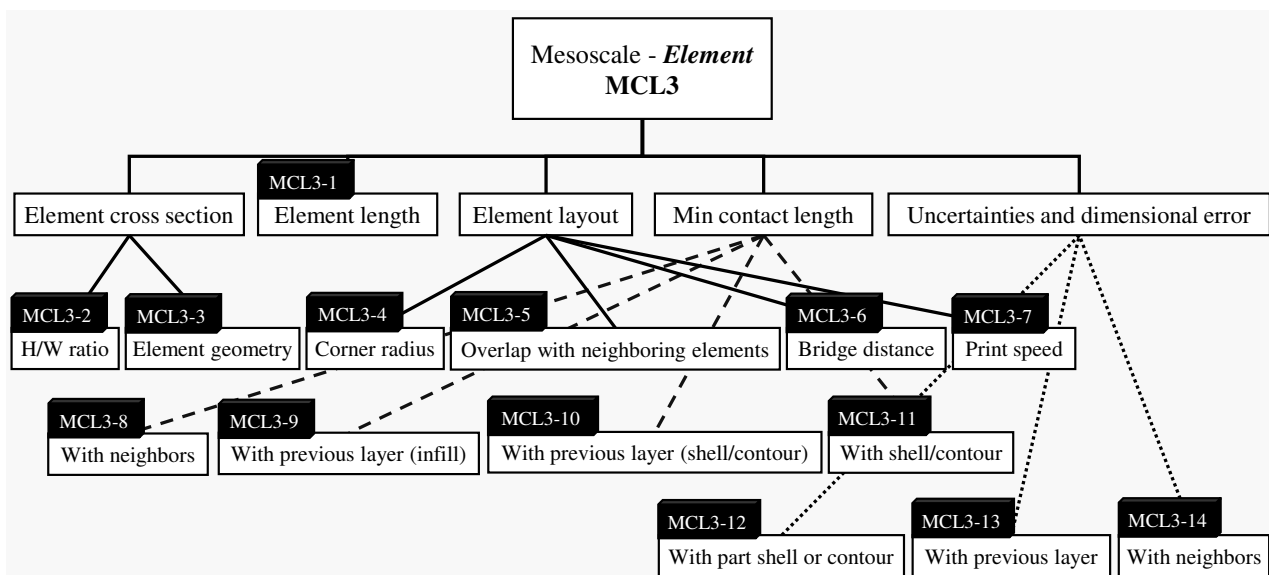 Mesoscale - Element
MCL3
MCL3-1
Element cross section
Element length
Element layout
Min contact length
Uncertainties and dimensional error
MCL3-2
MCL3-3
MCL3-4
MCL3-5
MCL3-6
MCL3-7
H/W ratio
Element geometry
Corner radius
Overlap with neighboring elements
Bridge distance
Print speed
MCL3-8
MCL3-9
MCL3-10
MCL3-11
With neighbors
With previous layer (infill)
With previous layer (shell/contour)
With shell/contour
MCL3-12
MCL3-13
MCL3-14
With part shell or contour
With previous layer
With neighbors